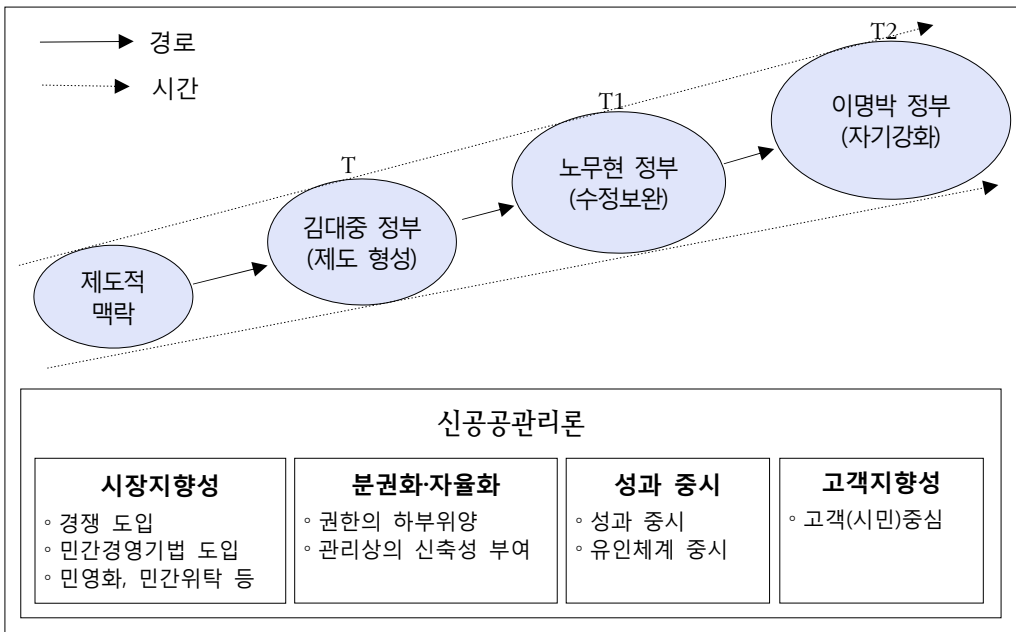 경로
시간
T2
이명박 정부
(자기강화)
T1
노무현 정부
(수정보완)
T
김대중 정부
(제도 형성)
제도적
맥락
신공공관리론
시장지향성
◦ 경쟁 도입
◦ 민간경영기법 도입
◦ 민영화, 민간위탁 등
분권화·자율화
◦ 권한의 하부위양
◦ 관리상의 신축성 부여
성과 중시
◦ 성과 중시
◦ 유인체계 중시
고객지향성
◦ 고객(시민)중심